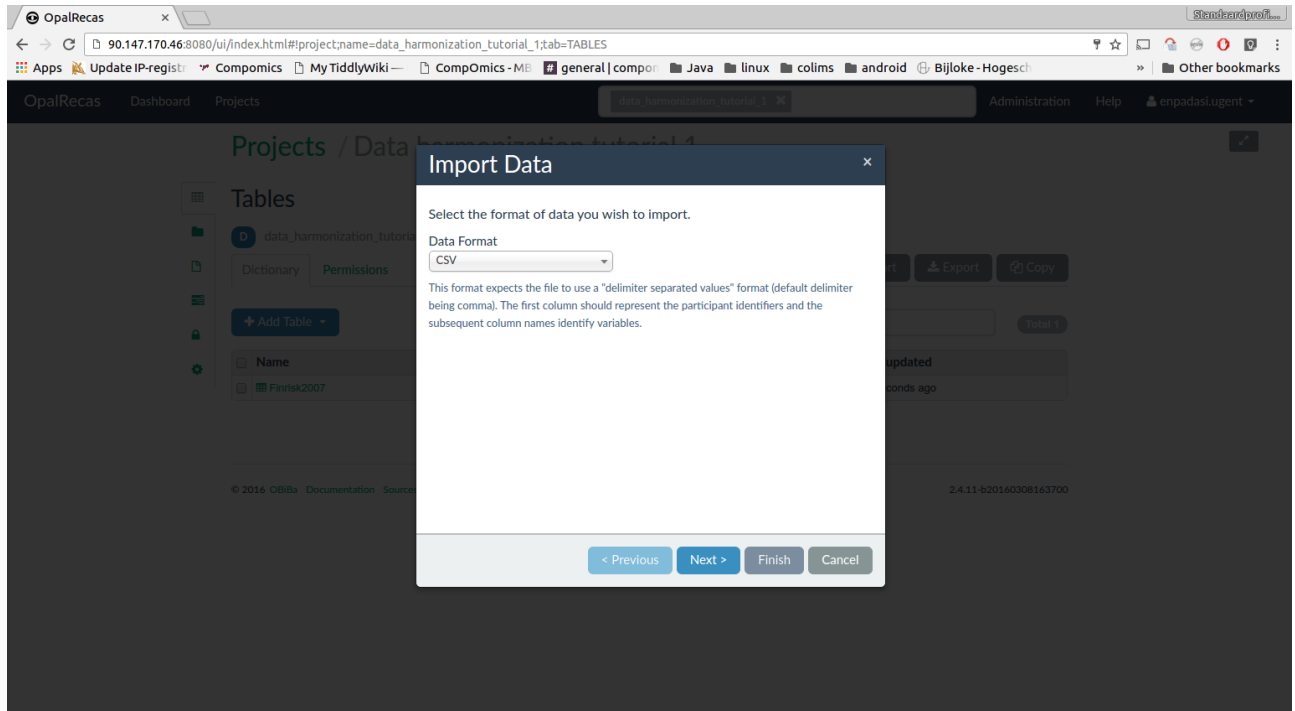 OpalRecas
Standaardprofi...
90.147.170.46:8080/ui/index.html#!project;name=data_harmonization_tutorial_1;tab=TABLES
Apps Update IP-registr Compomics My TiddlyWiki — CompOmics - MB general | compon Java linux colims android Bijloke - Hogesch » Other bookmarks
OpalRecas Dashboard Projects data_harmonization_tutorial_1 Administration Help enpadasi.ugent
Projects / Data harmonization tutorial 1
Import Data ×
Tables
Select the format of data you wish to import.
D data_harmonization_tutoria
Data Format
CSV
Dictionary Permissions rt Export Copy
This format expects the file to use a "delimiter separated values" format (default delimiter
being comma). The first column should represent the participant identifiers and the
subsequent column names identify variables.
+ Add Table Total 1
Name updated
Finrisk2007 conds ago
© 2016 OBiBa Documentation Source 2.4.11-b20160308163700
< Previous Next > Finish Cancel